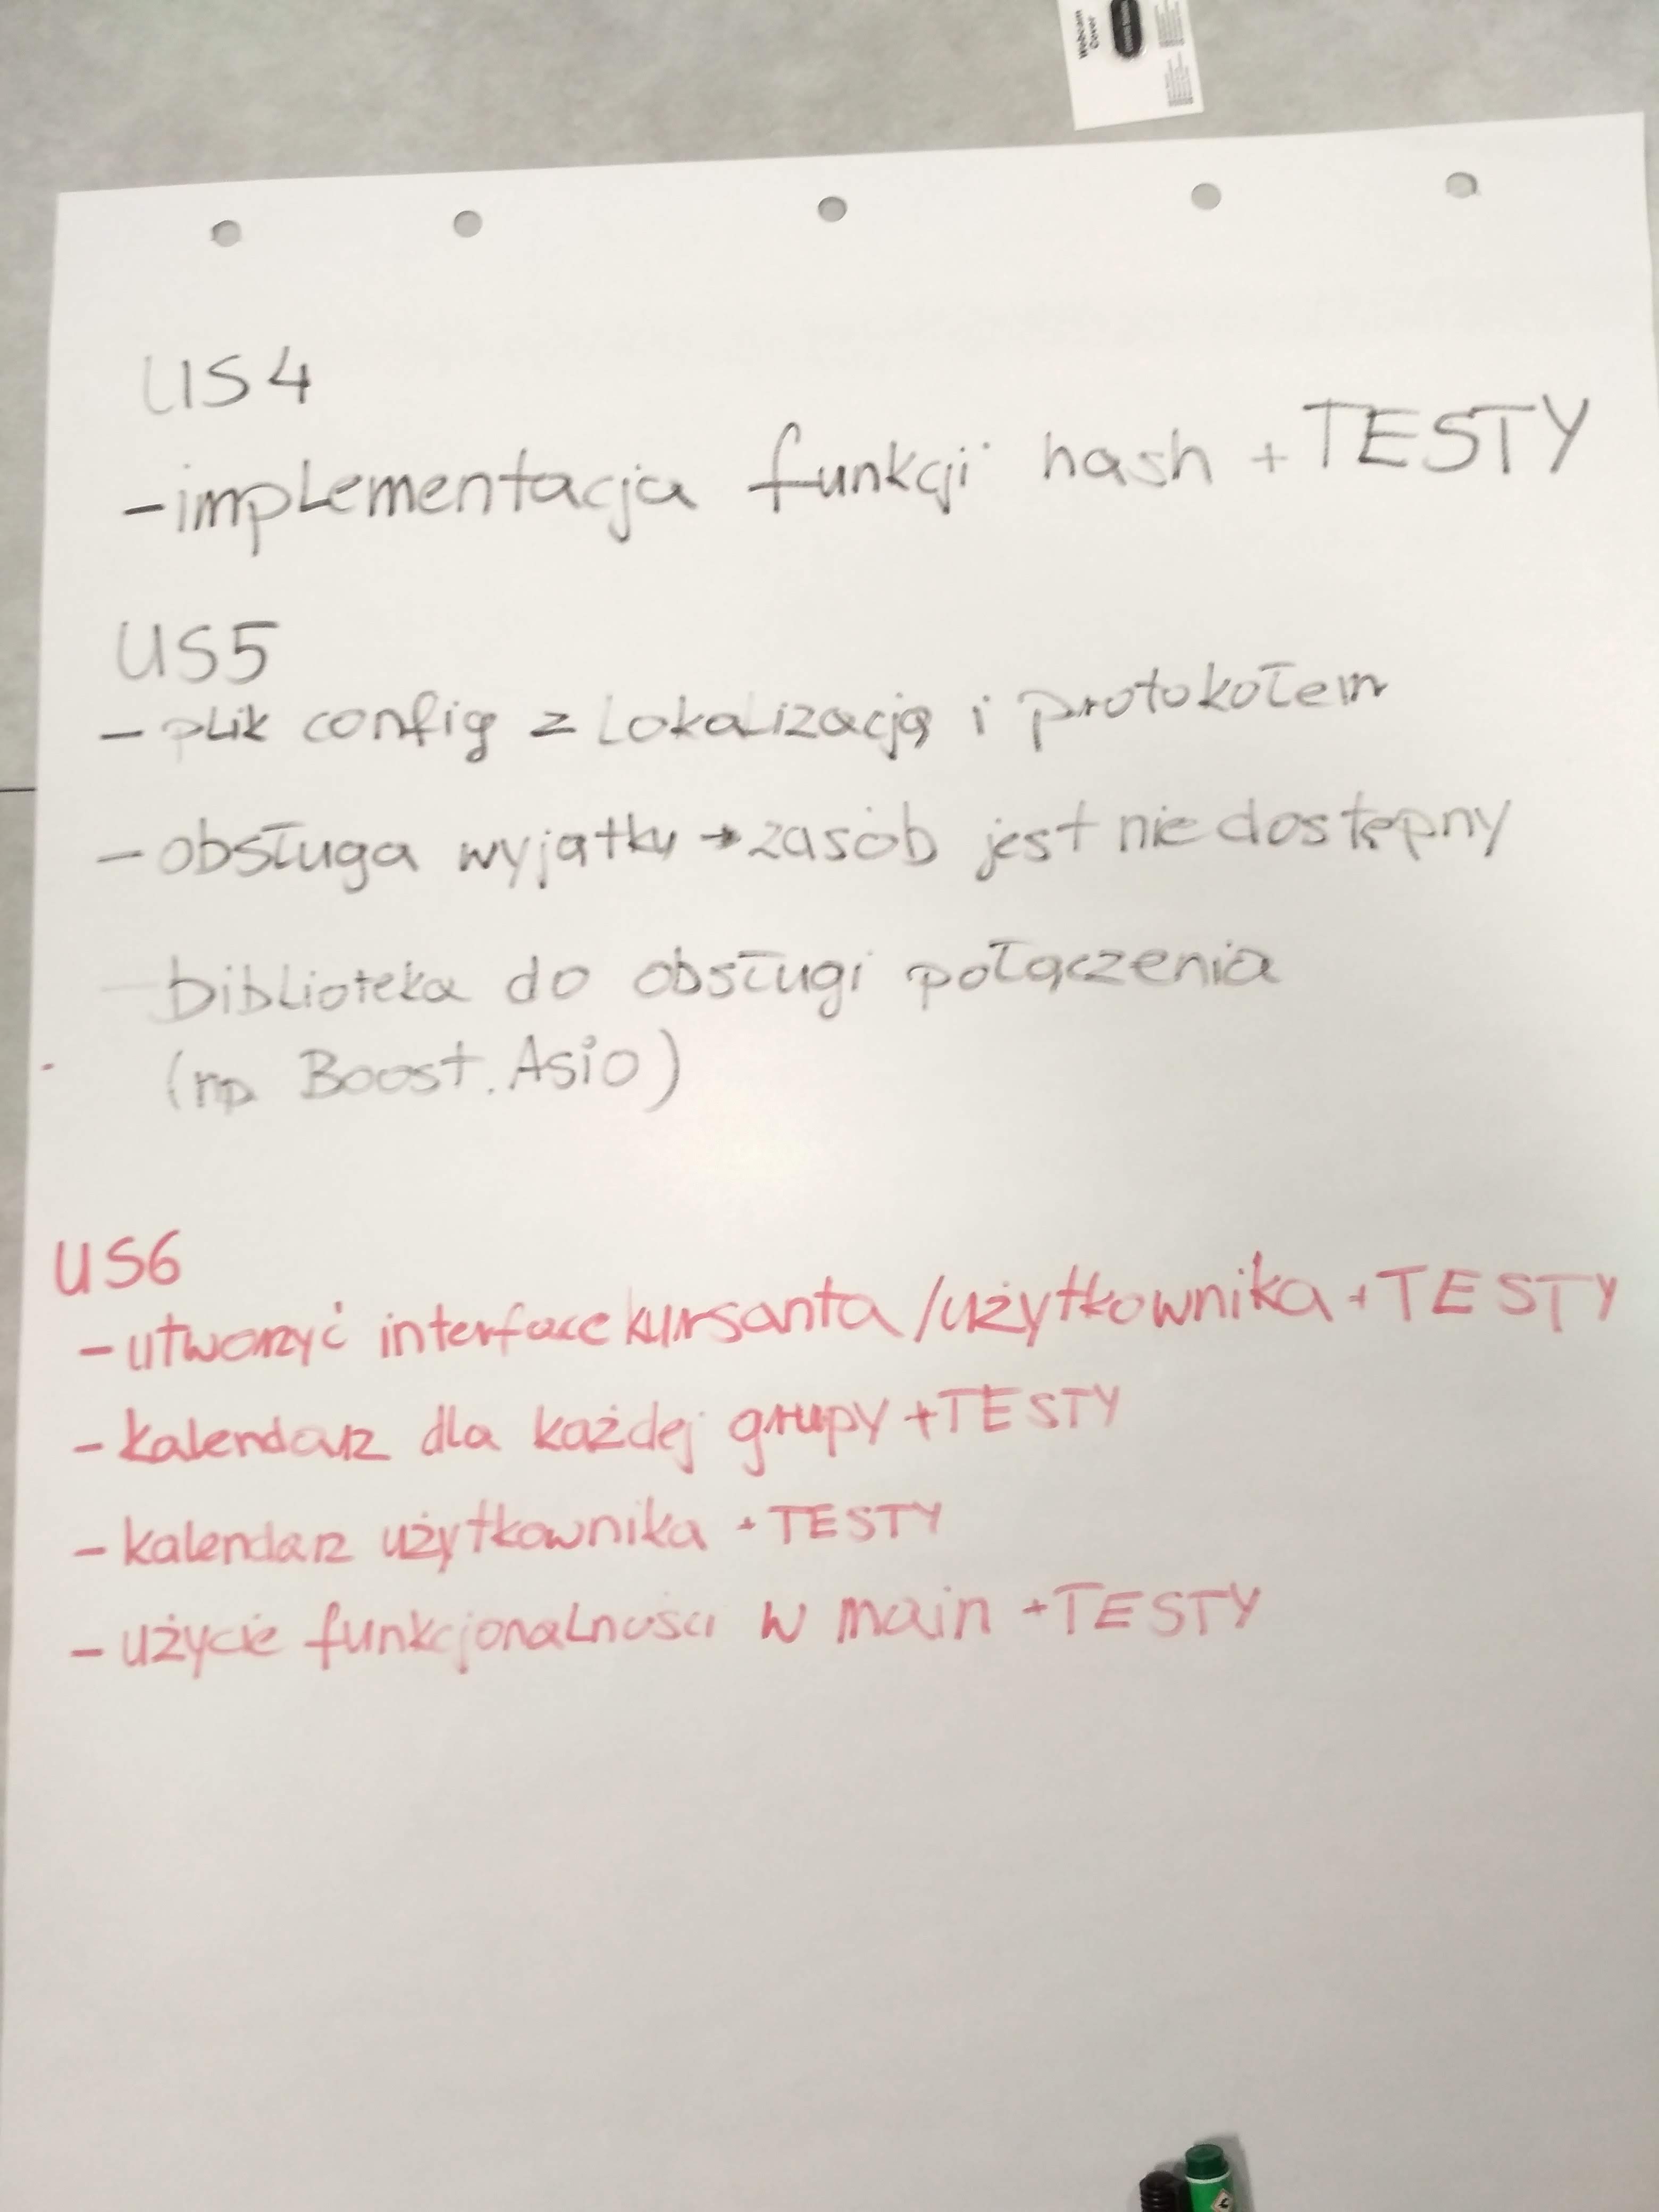 Webcam
Cover
US4
- implementacja funkcji hash + TESTY
US5
- plik config z lokalizacją i protokołem
- obsługa wyjątku → zasób jest niedostępny
- biblioteka do obsługi połączenia
(np. Boost.Asio)
US6
- utworzyć interface kursanta / użytkownika + TESTY
- kalendarz dla każdej grupy + TESTY
- kalendarz użytkownika + TESTY
- użycie funkcjonalności w main + TESTY